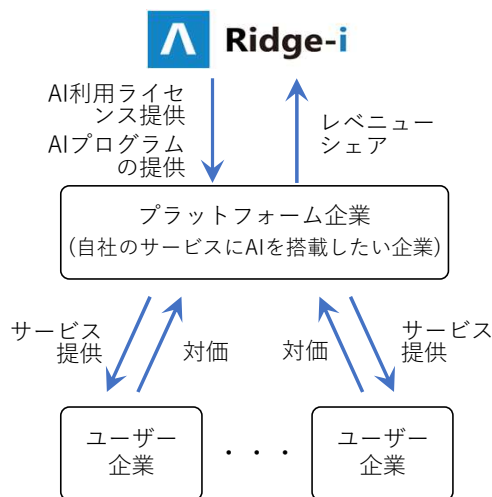 Ridge-i
AI利用ライセ
ンス提供
AIプログラム
の提供
レベニュー
シェア
プラットフォーム企業
(自社のサービスにAIを搭載したい企業)
サービス
提供
対価
対価
サービス
提供
ユーザー
企業
・・・
ユーザー
企業